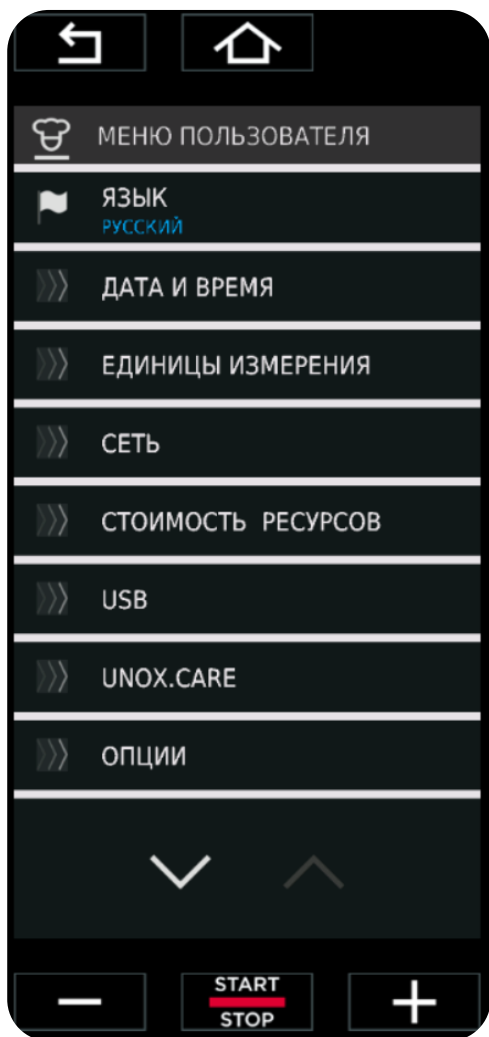 МЕНЮ ПОЛЬЗОВАТЕЛЯ
ЯЗЫК
РУССКИЙ
ДАТА И ВРЕМЯ
ЕДИНИЦЫ ИЗМЕРЕНИЯ
СЕТЬ
СТОИМОСТЬ РЕСУРСОВ
USB
UNOX.CARE
ОПЦИИ
START
STOP